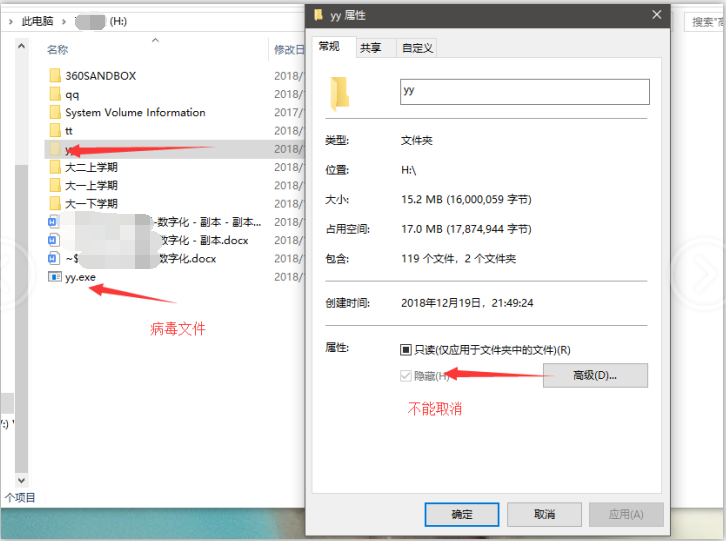 此电脑
(H:)
搜索"高
名称
修改日
360SANDBOX
2018/
qq
2018/
System Volume Information
2017/
tt
2018/
2018/
大二上学期
2018/
大一上学期
2018/
大一下学期
2018/
-数字化 - 副本 - 副本...
2018/
数字化 - 副本.docx
2018/
~$
数字化.docx
2018/
yy.exe
2018/
病毒文件
个项目
yy 属性
常规
共享
自定义
yy
类型:
文件夹
位置:
H:\
大小:
15.2 MB (16,000,059 字节)
占用空间:
17.0 MB (17,874,944 字节)
包含:
119 个文件，2 个文件夹
创建时间:
2018年12月19日，21:49:24
属性:
只读(仅应用于文件夹中的文件)(R)
隐藏(H)
高级(D)...
不能取消
确定
取消
应用(A)